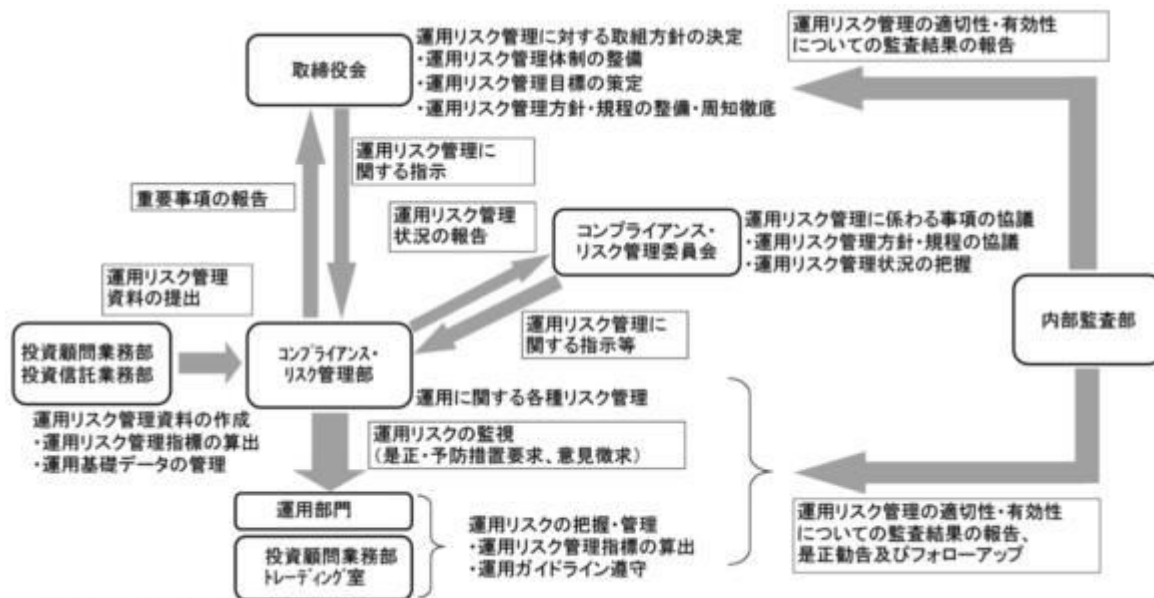 取締役会
運用リスク管理に対する取組方針の決定
・運用リスク管理体制の整備
・運用リスク管理目標の策定
・運用リスク管理方針・規程の整備・周知徹底
運用リスク管理の適切性・有効性
についての監査結果の報告
運用リスク管理に
関する指示
重要事項の報告
運用リスク管理
状況の報告
コンプライアンス・
リスク管理委員会
運用リスク管理に係わる事項の協議
・運用リスク管理方針・規程の協議
・運用リスク管理状況の把握
運用リスク管理
資料の提出
内部監査部
投資顧問業務部
投資信託業務部
コンプライアンス・
リスク管理部
運用リスク管理に
関する指示等
運用に関する各種リスク管理
運用リスク管理資料の作成
・運用リスク管理指標の算出
・運用基礎データの管理
運用リスクの監視
(是正・予防措置要求、意見徴求)
運用部門
投資顧問業務部
トレーディング室
運用リスクの把握・管理
・運用リスク管理指標の算出
・運用ガイドライン遵守
運用リスク管理の適切性・有効性
についての監査結果の報告、
是正勧告及びフォローアップ